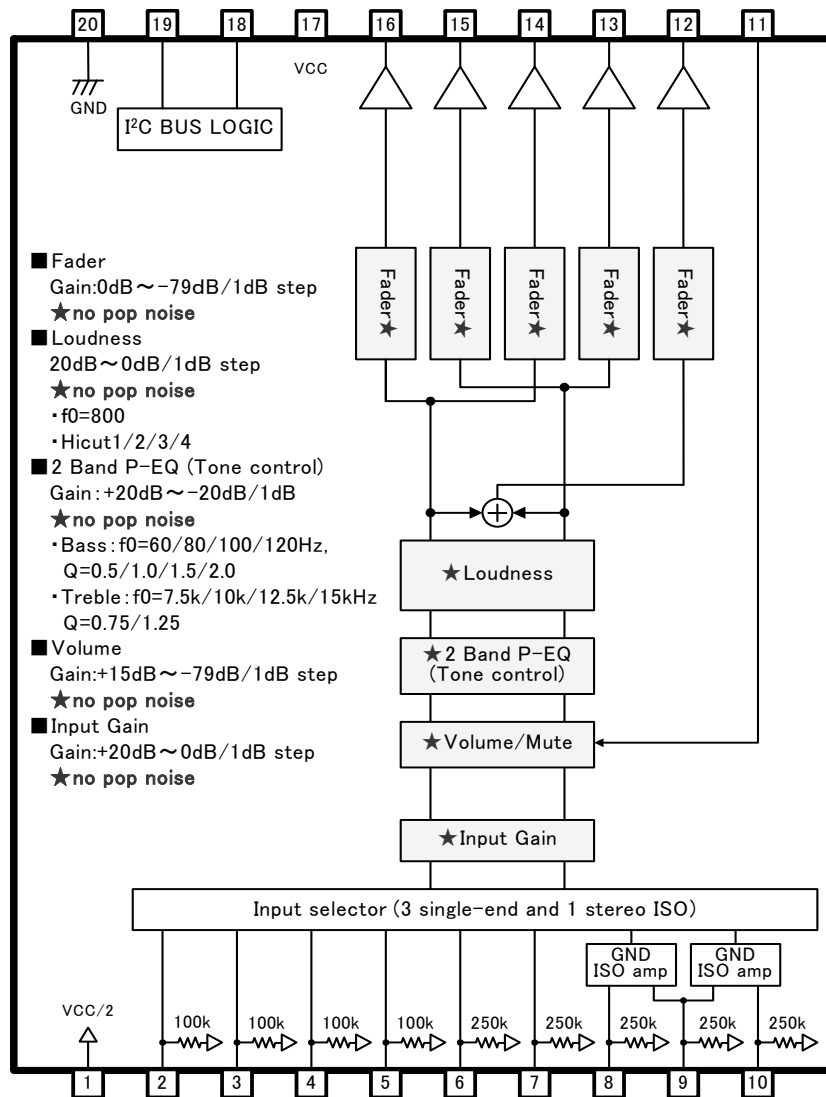 20 19 18 17 16 15 14 13 12 11
VCC
GND
I²C BUS LOGIC
Fader★ Fader★ Fader★ Fader★ Fader★
■Fader
Gain:0dB～-79dB/1dB step
★no pop noise
■Loudness
20dB～0dB/1dB step
★no pop noise
・f0=800
・Hicut1/2/3/4
■2 Band P-EQ (Tone control)
Gain:+20dB～-20dB/1dB
★no pop noise
・Bass:f0=60/80/100/120Hz,
Q=0.5/1.0/1.5/2.0
・Treble:f0=7.5k/10k/12.5k/15kHz
Q=0.75/1.25
■Volume
Gain:+15dB～-79dB/1dB step
★no pop noise
■Input Gain
Gain:+20dB～0dB/1dB step
★no pop noise
★Loudness
★2 Band P-EQ
(Tone control)
★Volume/Mute
★Input Gain
Input selector (3 single-end and 1 stereo ISO)
GND
ISO amp
GND
ISO amp
VCC/2
100k 100k 100k 100k 250k 250k 250k 250k 250k
1 2 3 4 5 6 7 8 9 10